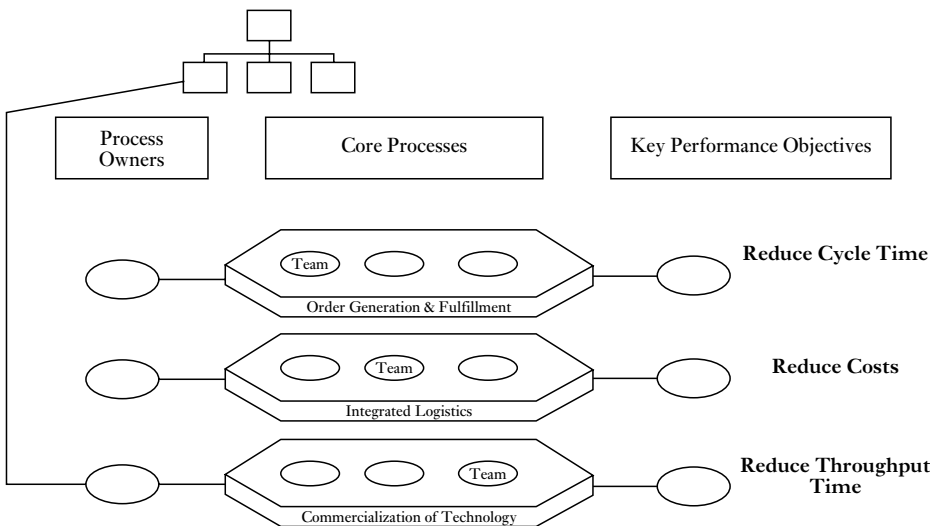 Process
Owners
Core Processes
Key Performance Objectives
Team
Reduce Cycle Time
Order Generation & Fulfillment
Team
Reduce Costs
Integrated Logistics
Team
Reduce Throughput
Time
Commercialization of Technology